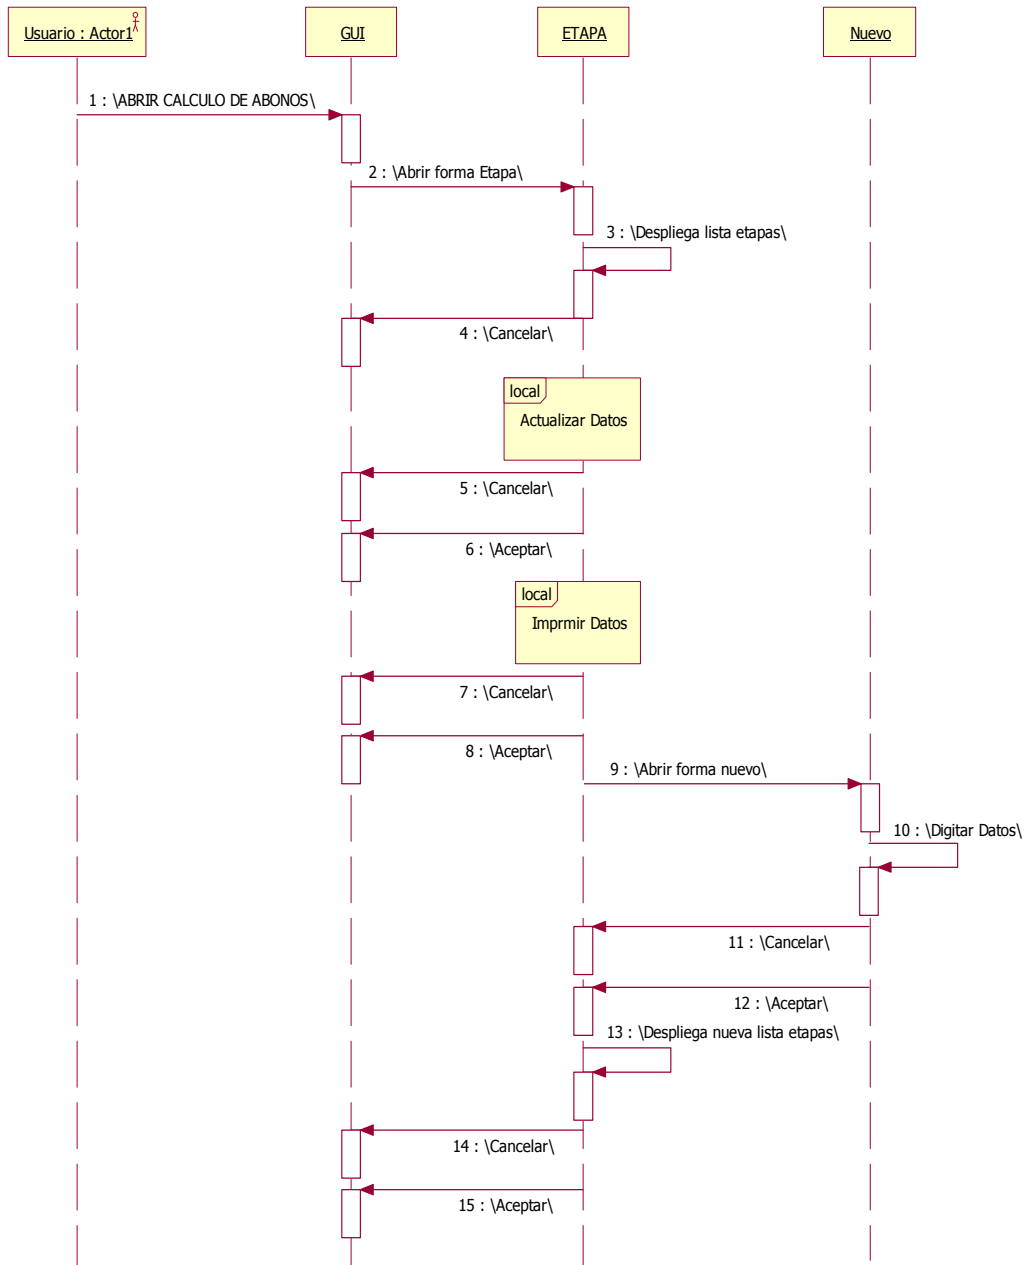 Usuario : Actor1
GUI
ETAPA
Nuevo
1 : \ABRIR CALCULO DE ABONOS\
2 : \Abrir forma Etapa\
3 : \Despliega lista etapas\
4 : \Cancelar\
local
Actualizar Datos
5 : \Cancelar\
6 : \Aceptar\
local
Imprmir Datos
7 : \Cancelar\
8 : \Aceptar\
9 : \Abrir forma nuevo\
10 : \Digitar Datos\
11 : \Cancelar\
12 : \Aceptar\
13 : \Despliega nueva lista etapas\
14 : \Cancelar\
15 : \Aceptar\